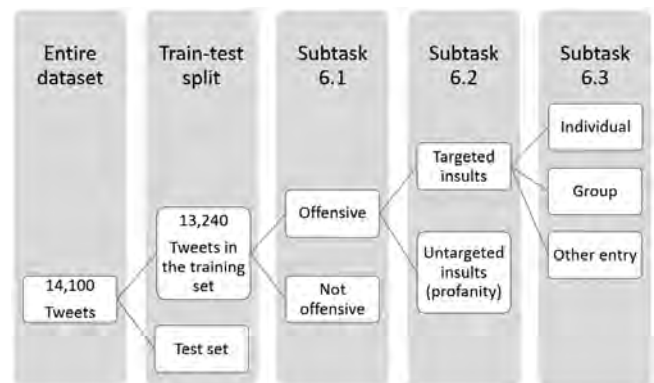 Entire
dataset
Train-test
split
Subtask
6.1
Subtask
6.2
Subtask
6.3
14,100
Tweets
13,240
Tweets in
the training
set
Test set
Offensive
Not
offensive
Targeted
insults
Untargeted
insults
(profanity)
Individual
Group
Other entry